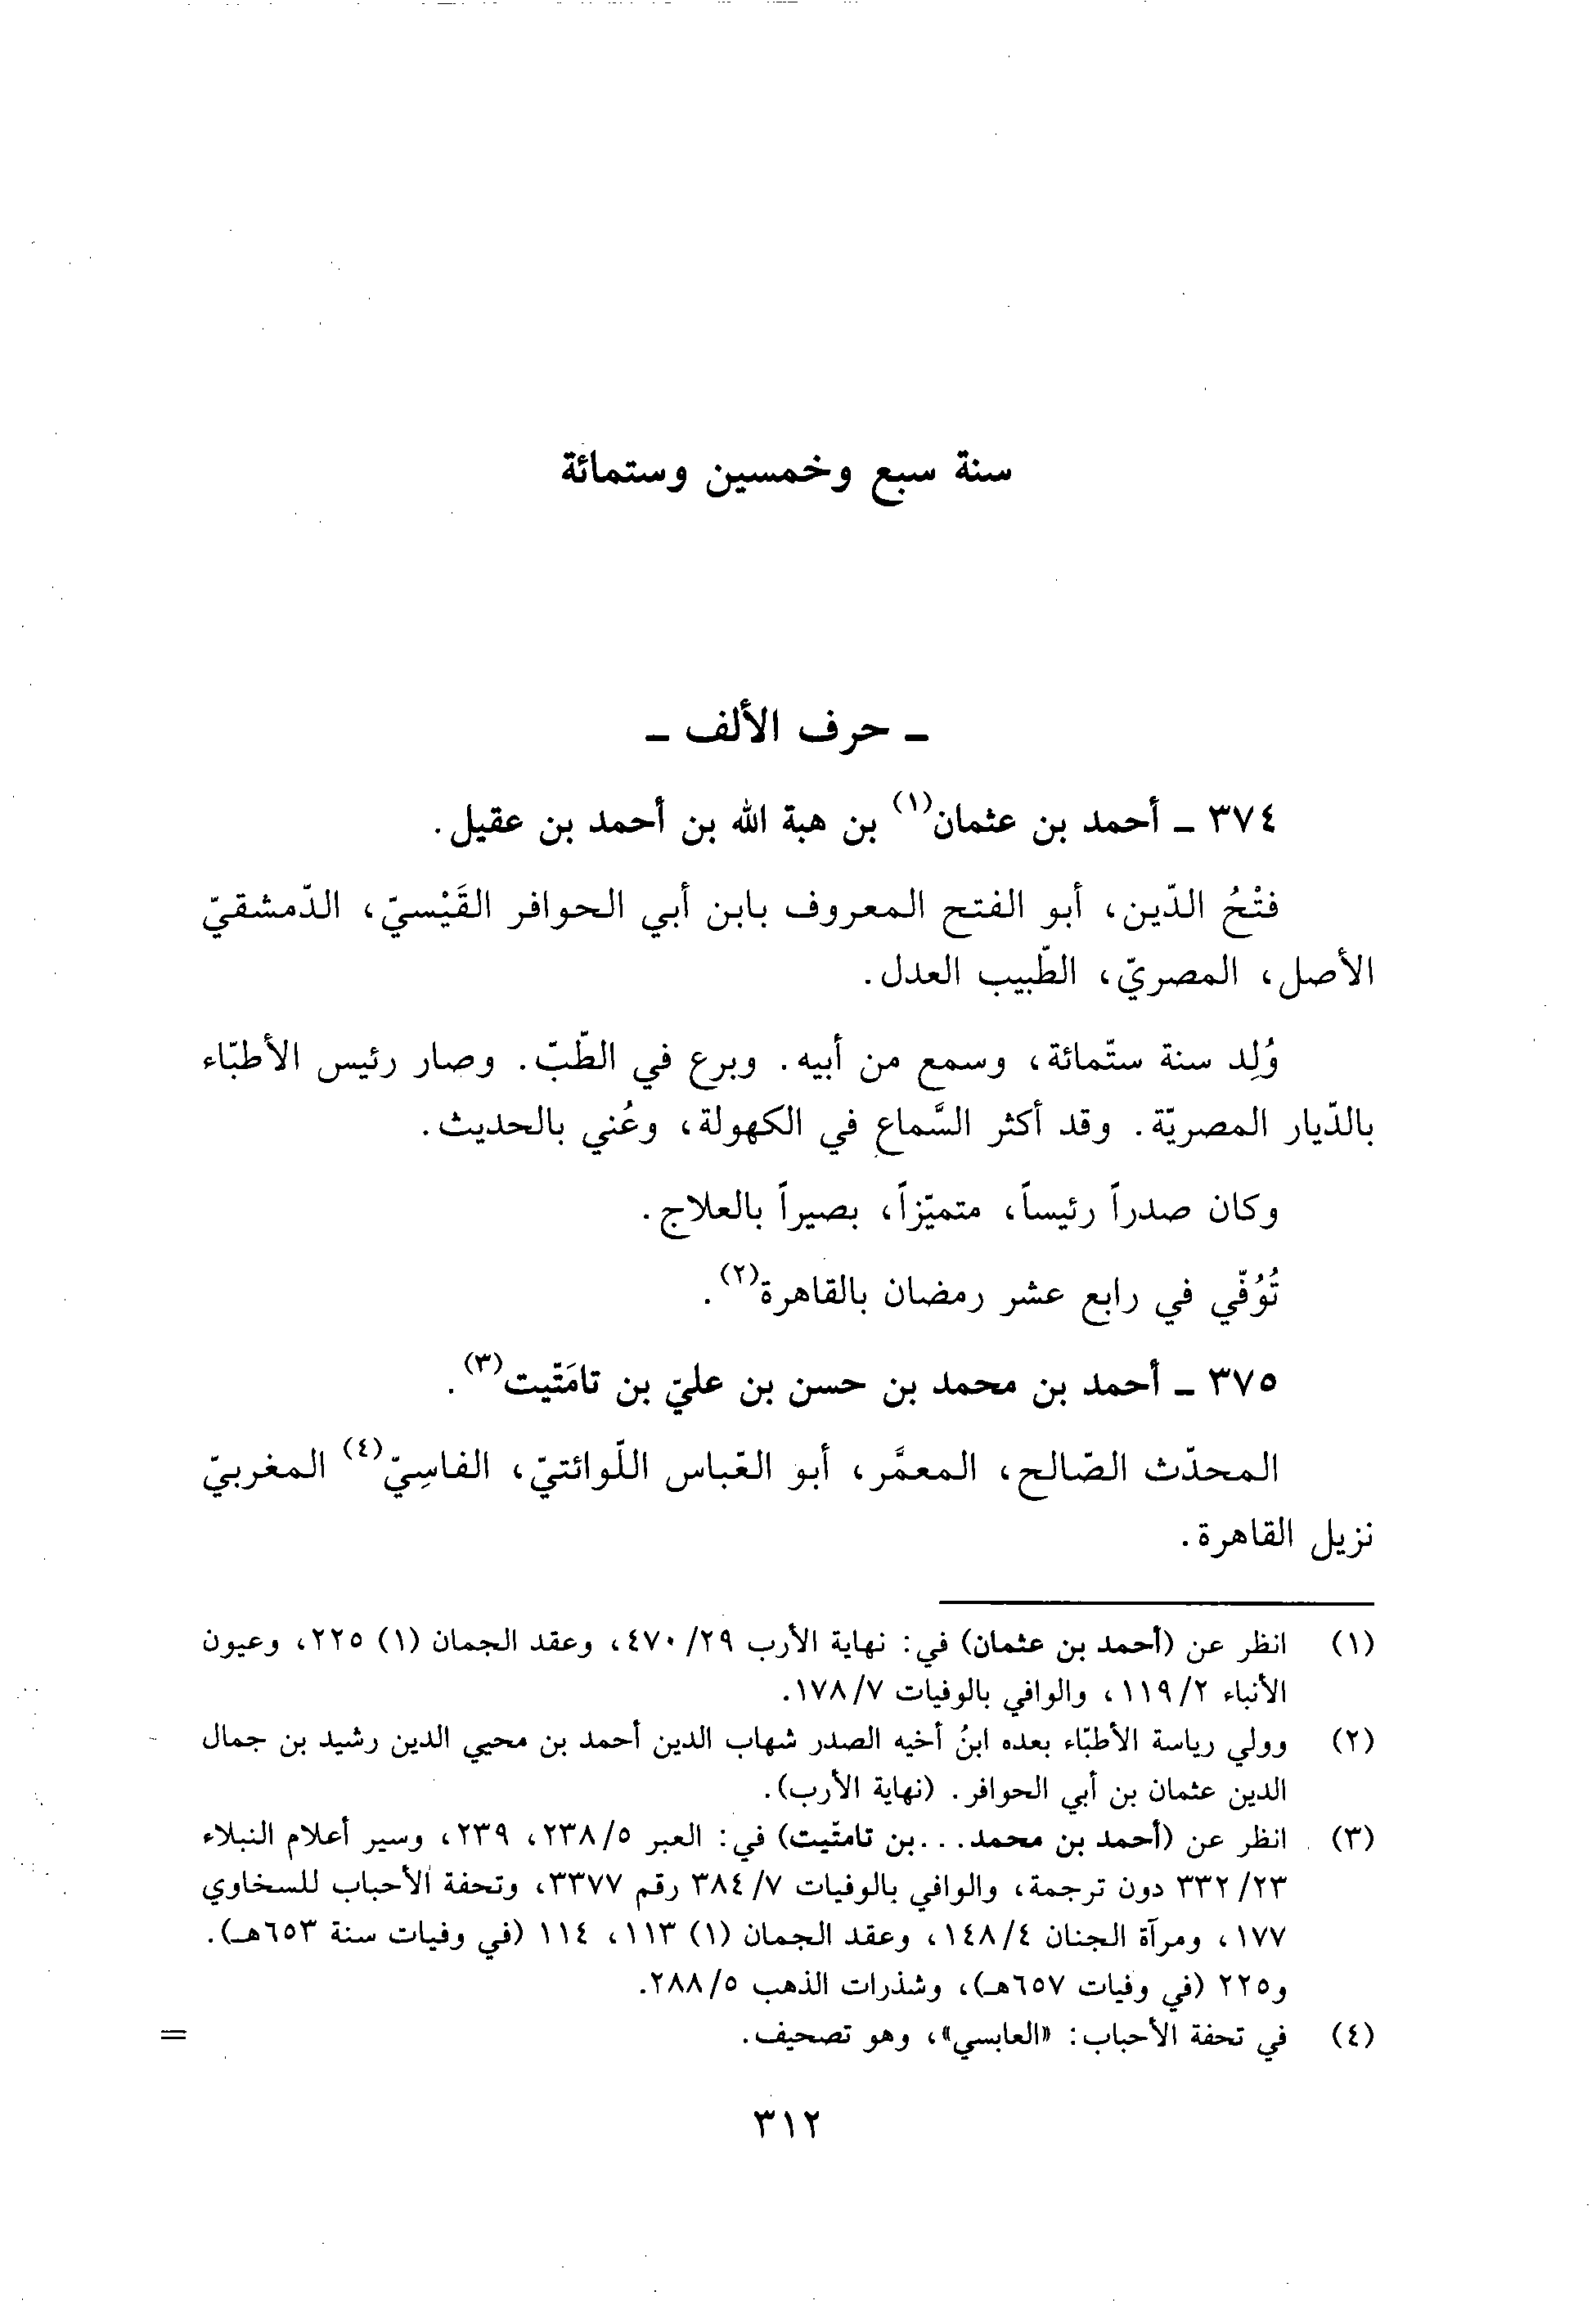 سنة سبع وخمسين وستمائة
ـ حرف الألف ـ
٣٧٤ ـ أحمد بن عثمان(١) بن هبة الله بن أحمد بن عقيل.
فتْحُ الدّين، أبو الفتح المعروف بابن أبي الحوافر القَيْسيّ، الدّمشقيّ
الأصل، المصريّ، الطّبيب العدل.
وُلِد سنة ستّمائة، وسمع من أبيه. وبرع في الطّبّ. وصار رئيس الأطبّاء
بالدّيار المصريّة. وقد أكثر السَّماع في الكهولة، وعُني بالحديث.
وكان صدراً رئيساً، متميّزاً، بصيراً بالعلاج.
تُوُفّي في رابع عشر رمضان بالقاهرة(٢).
٣٧٥ ـ أحمد بن محمد بن حسن بن عليّ بن تامَتّيت(٣).
المحدّث الصّالح، المعمَّر، أبو العّباس اللّوائتيّ، الفاسِيّ(٤) المغربيّ
نزيل القاهرة.
(١) انظر عن (أحمد بن عثمان) في: نهاية الأرب ٢٩/ ٤٧٠، وعقد الجمان (١) ٢٢٥، وعيون
الأنباء ٢/ ١١٩، والوافي بالوفيات ٧/ ١٧٨.
(٢) وولي رياسة الأطبّاء بعده ابنُ أخيه الصدر شهاب الدين أحمد بن محيي الدين رشيد بن جمال
الدين عثمان بن أبي الحوافر. (نهاية الأرب).
(٣) انظر عن (أحمد بن محمد... بن تامتّيت) في: العبر ٥/ ٢٣٨، ٢٣٩، وسير أعلام النبلاء
٢٣/ ٣٣٢ دون ترجمة، والوافي بالوفيات ٧/ ٣٨٤ رقم ٣٣٧٧، وتحفة الأحباب للسخاوي
١٧٧، ومرآة الجنان ٤/ ١٤٨، وعقد الجمان (١) ١١٣، ١١٤ (في وفيات سنة ٦٥٣هـ).
و٢٢٥ (في وفيات ٦٥٧هـ)، وشذرات الذهب ٥/ ٢٨٨.
(٤) في تحفة الأحباب: «العابسي»، وهو تصحيف. =
٣١٢